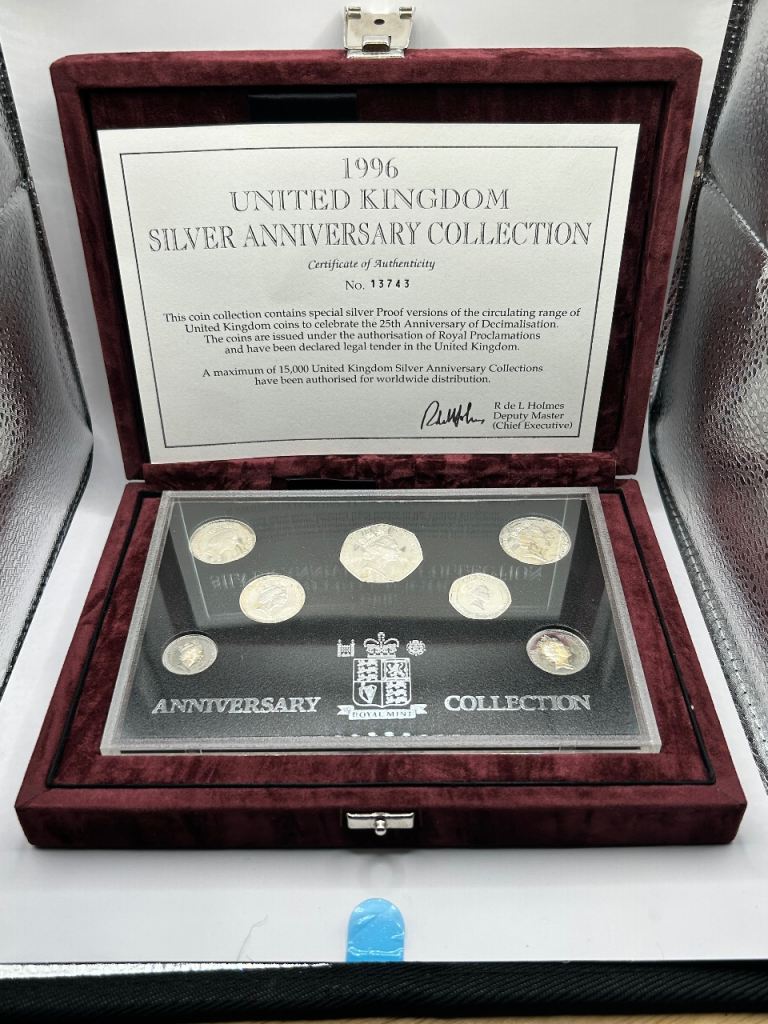 1996
UNITED KINGDOM
SILVER ANNIVERSARY COLLECTION
Certificate of Authenticity
No. 13743
This coin collection contains special silver Proof versions of the circulating range of
United Kingdom coins to celebrate the 25th Anniversary of Decimalisation.
The coins are issued under the authorisation of Royal Proclamations
and have been declared legal tender in the United Kingdom.
A maximum of 15,000 United Kingdom Silver Anniversary Collections
have been authorised for worldwide distribution.
R de L Holmes
Deputy Master
(Chief Executive)
ANNIVERSARY COLLECTION
ROYAL MINT